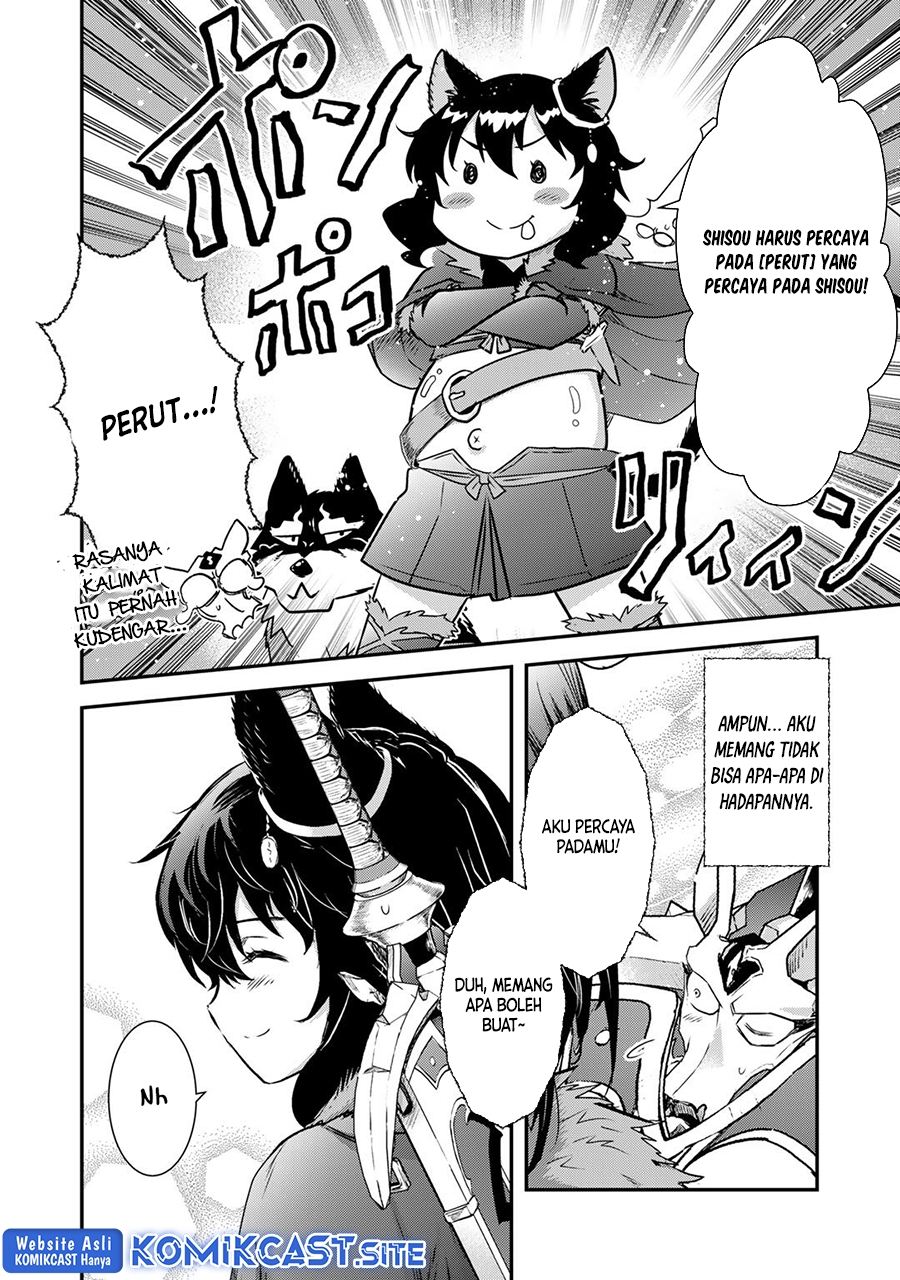 ポンッ
SHISOU HARUS PERCAYA
PADA [PERUT] YANG
PERCAYA PADA SHISOU!
ポコ
PERUT...!
リィィン
RASANYA
KALIMAT
ITU PERNAH
KUDENGAR...
AMPUN... AKU
MEMANG TIDAK
BISA APA-APA DI
HADAPANNYA.
AKU PERCAYA
PADAMU!
DUH, MEMANG
APA BOLEH
BUAT~
Nh
Website Asli
KOMIKCAST Hanya
KOMIKCAST.SITE